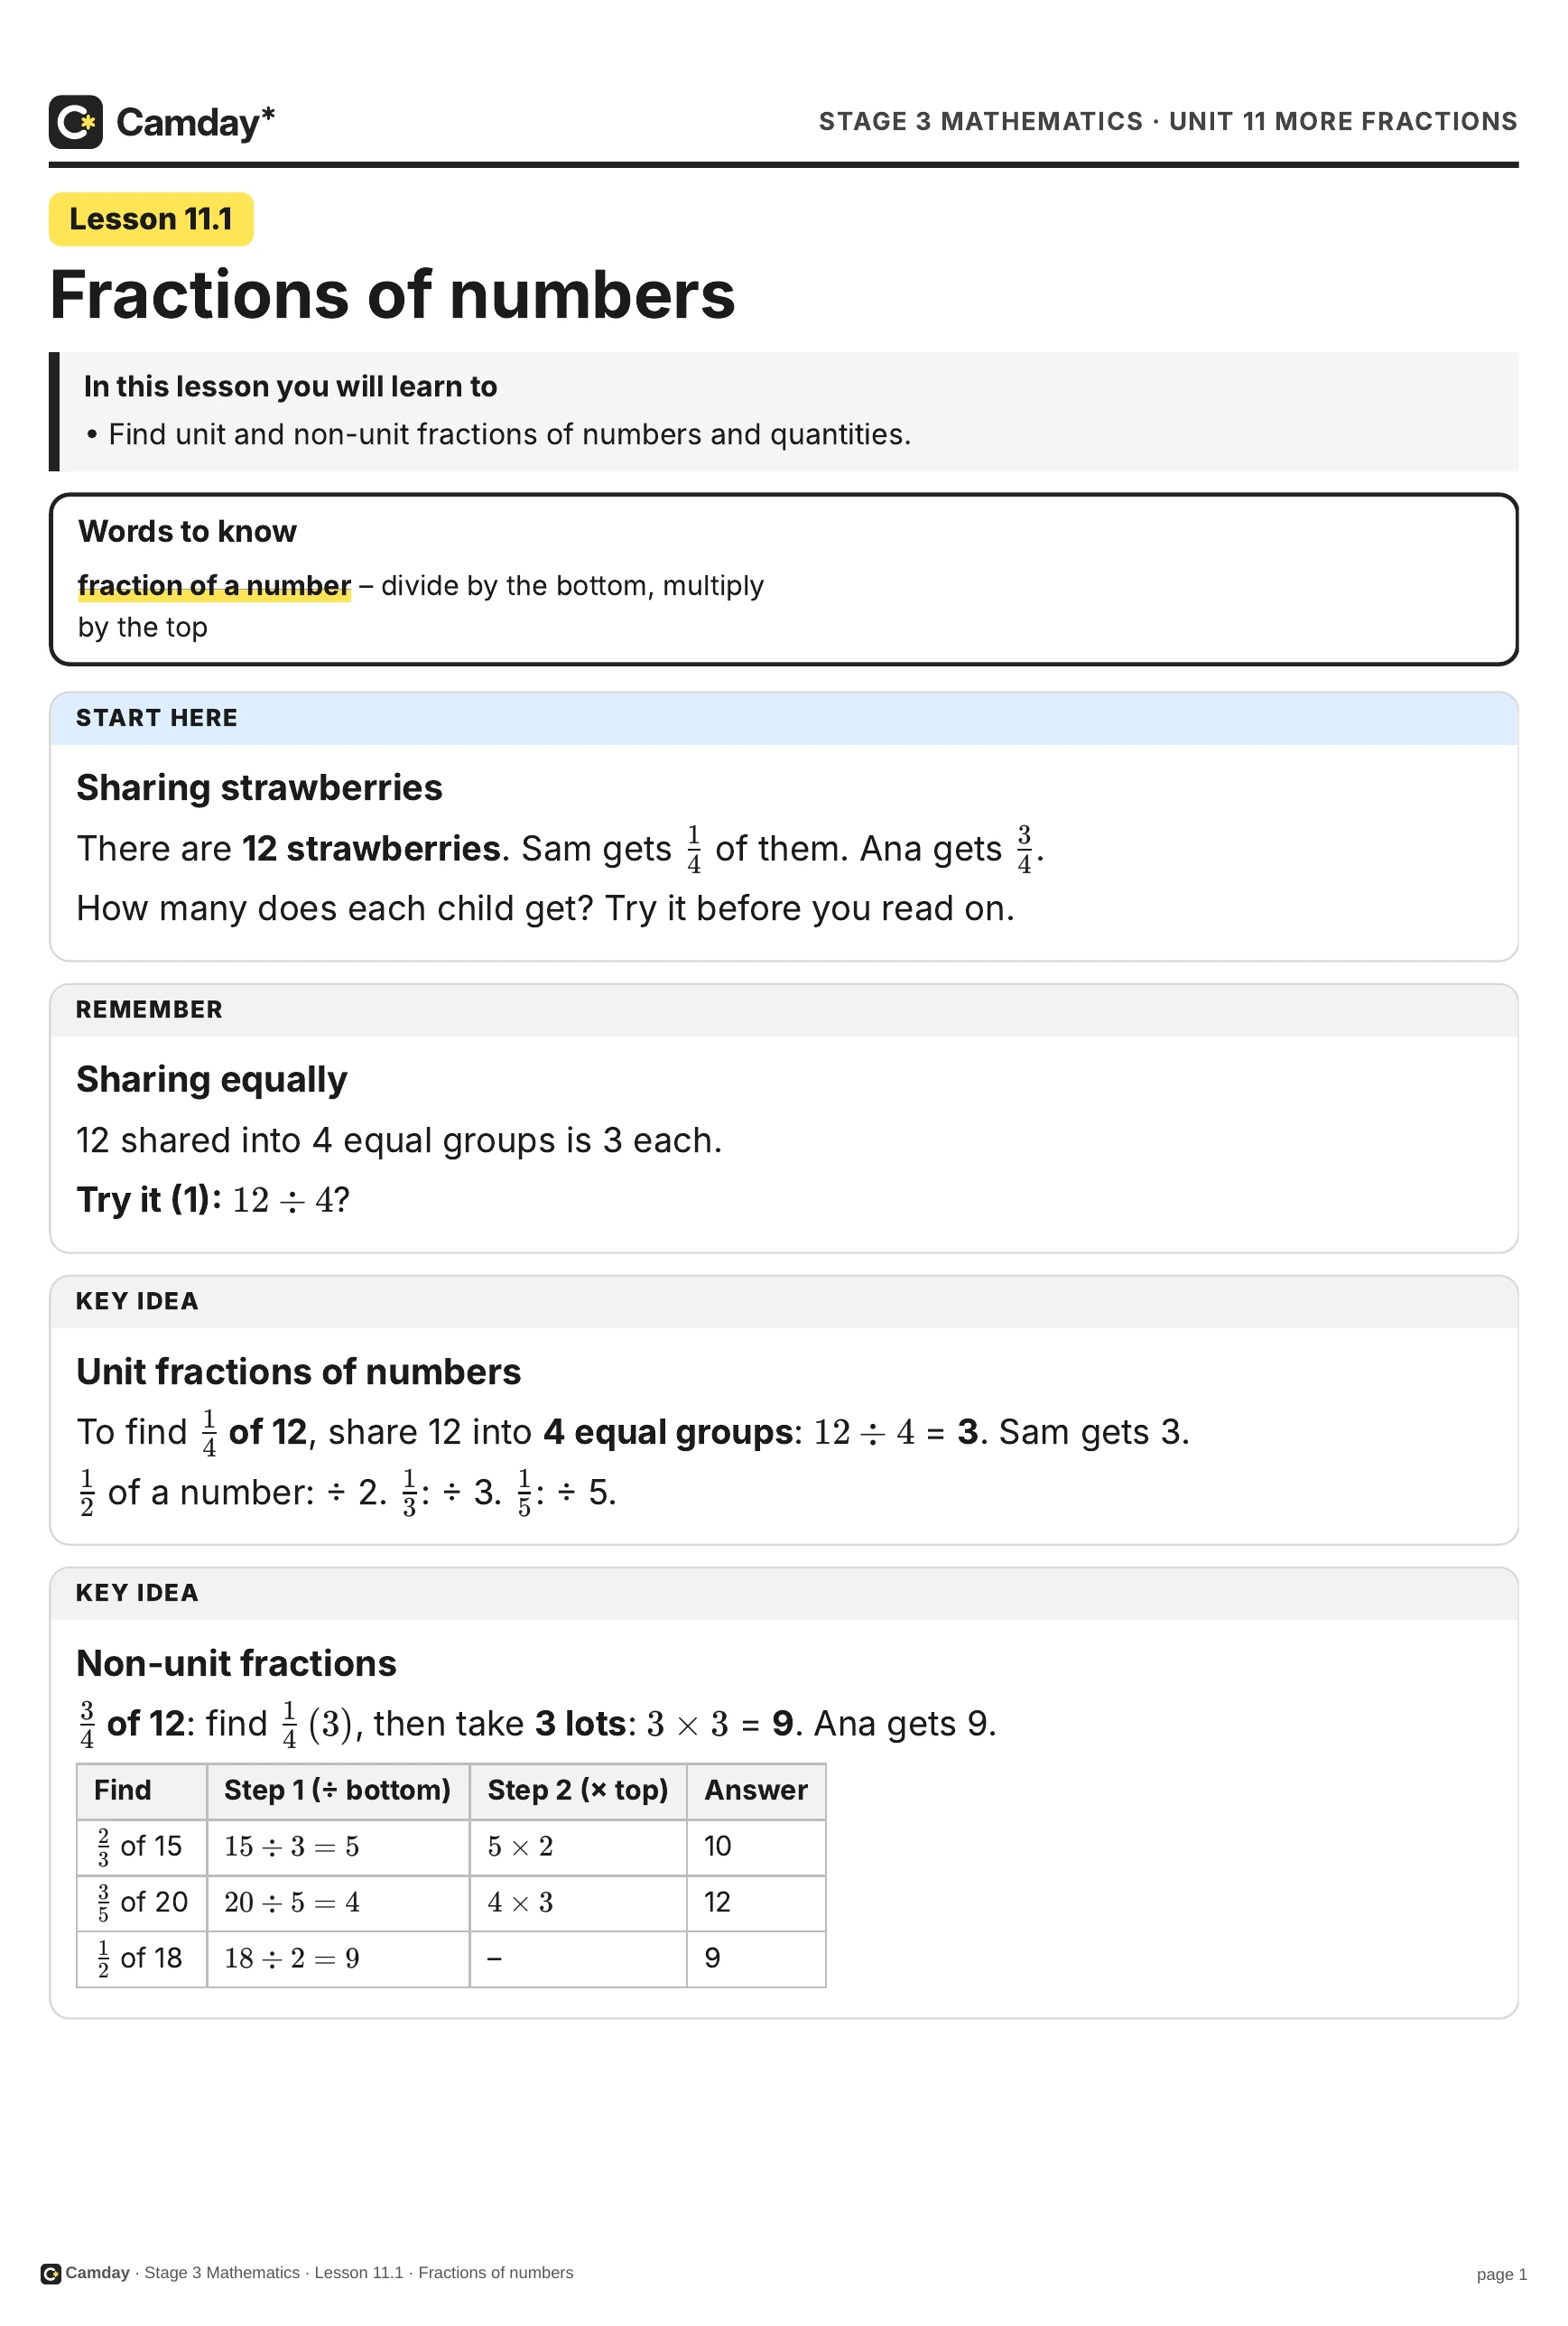 Camday*
STAGE 3 MATHEMATICS · UNIT 11 MORE FRACTIONS
Lesson 11.1
Fractions of numbers
In this lesson you will learn to
• Find unit and non-unit fractions of numbers and quantities.
Words to know
fraction of a number – divide by the bottom, multiply
by the top
START HERE
Sharing strawberries
There are 12 strawberries. Sam gets 1/4 of them. Ana gets 3/4.
How many does each child get? Try it before you read on.
REMEMBER
Sharing equally
12 shared into 4 equal groups is 3 each.
Try it (1): 12 ÷ 4?
KEY IDEA
Unit fractions of numbers
To find 1/4 of 12, share 12 into 4 equal groups: 12 ÷ 4 = 3. Sam gets 3.
1/2 of a number: ÷ 2. 1/3: ÷ 3. 1/5: ÷ 5.
KEY IDEA
Non-unit fractions
3/4 of 12: find 1/4 (3), then take 3 lots: 3 × 3 = 9. Ana gets 9.
Find Step 1 (÷ bottom) Step 2 (× top) Answer
2/3 of 15 15 ÷ 3 = 5 5 × 2 10
3/5 of 20 20 ÷ 5 = 4 4 × 3 12
1/2 of 18 18 ÷ 2 = 9 – 9
Camday · Stage 3 Mathematics · Lesson 11.1 · Fractions of numbers
page 1